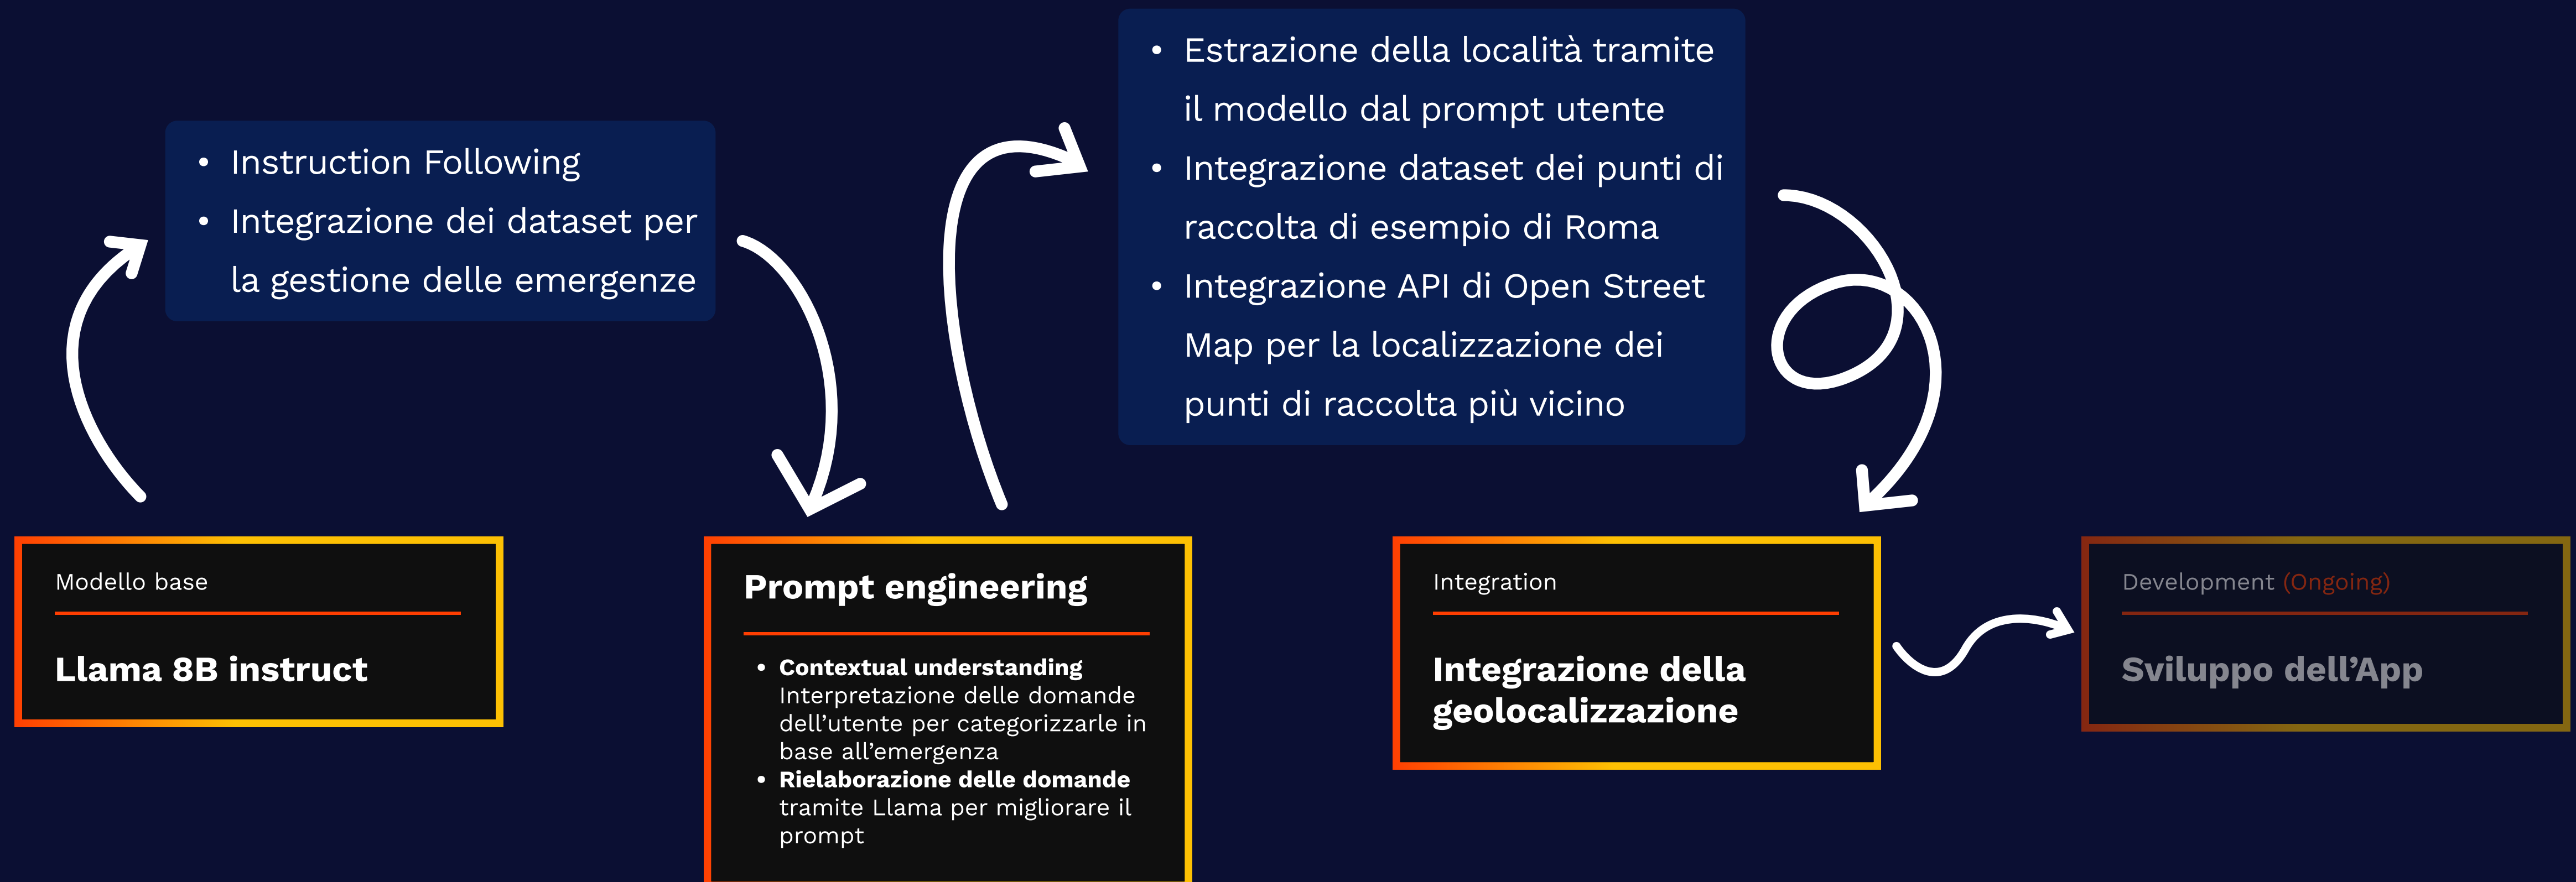 • Instruction Following
• Integrazione dei dataset per
la gestione delle emergenze
• Estrazione della località tramite
il modello dal prompt utente
• Integrazione dataset dei punti di
raccolta di esempio di Roma
• Integrazione API di Open Street
Map per la localizzazione dei
punti di raccolta più vicino
Modello base
Llama 8B instruct
Prompt engineering
• Contextual understanding
Interpretazione delle domande
dell’utente per categorizzarle in
base all’emergenza
• Rielaborazione delle domande
tramite Llama per migliorare il
prompt
Integration
Integrazione della
geolocalizzazione
Development (Ongoing)
Sviluppo dell’App